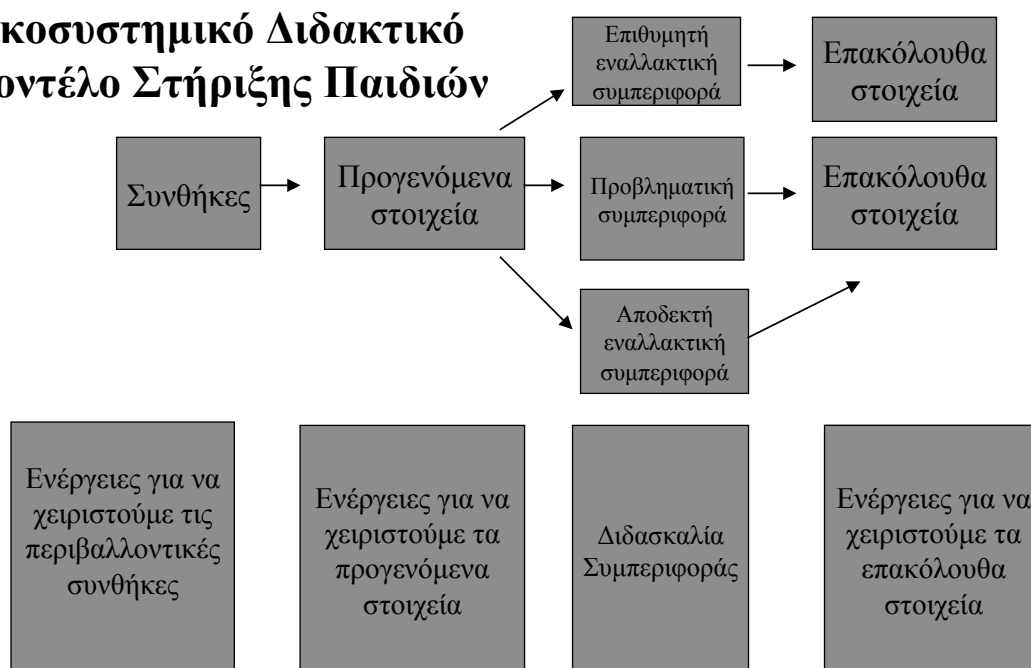 κοσυστημικό Διδακτικό
οντέλο Στήριξης Παιδιών
Επιθυμητή
εναλλακτική
συμπεριφορά
Επακόλουθα
στοιχεία
Συνθήκες
Προγενόμενα
στοιχεία
Προβληματική
συμπεριφορά
Επακόλουθα
στοιχεία
Αποδεκτή
εναλλακτική
συμπεριφορά
Ενέργειες για να
χειριστούμε τις
περιβαλλοντικές
συνθήκες
Ενέργειες για να
χειριστούμε τα
προγενόμενα
στοιχεία
Διδασκαλία
Συμπεριφοράς
Ενέργειες για να
χειριστούμε τα
επακόλουθα
στοιχεία